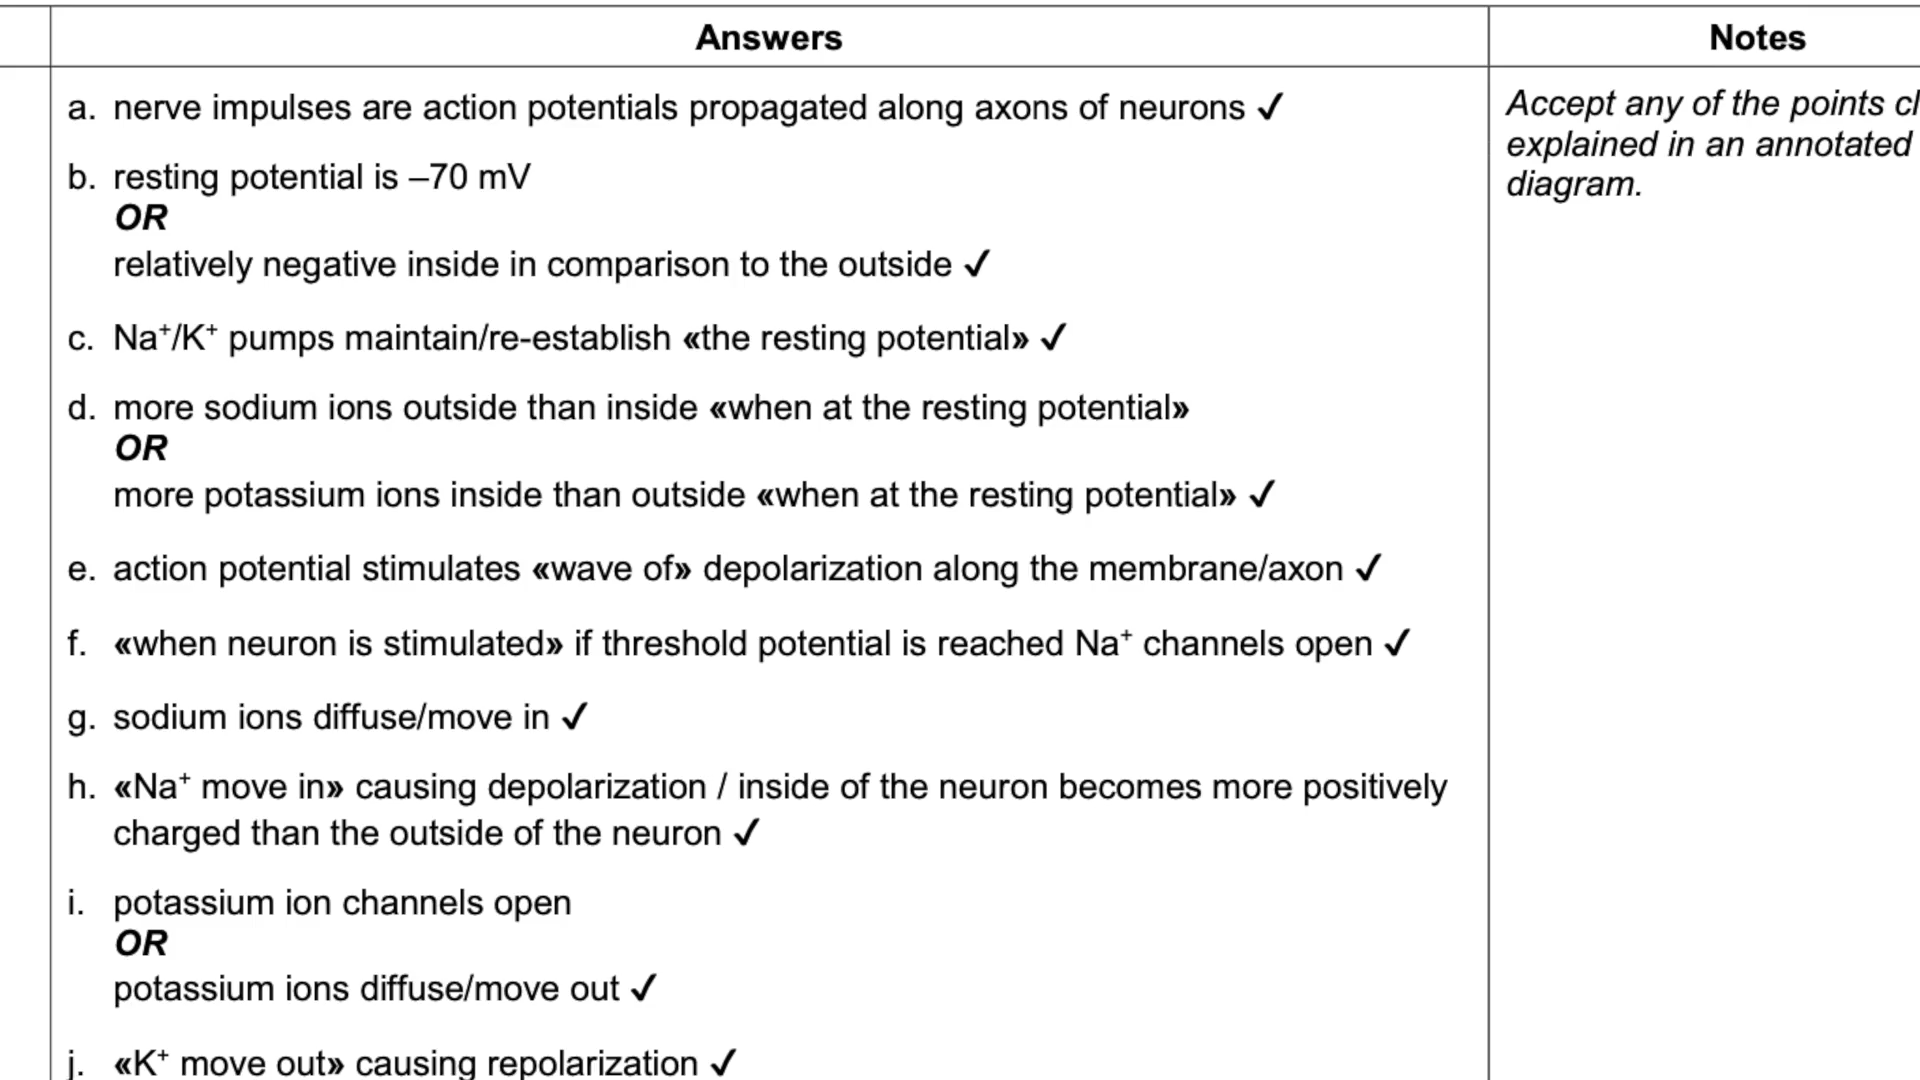 Answers
Notes
a. nerve impulses are action potentials propagated along axons of neurons ✓
b. resting potential is –70 mV
OR
relatively negative inside in comparison to the outside ✓
c. Na⁺/K⁺ pumps maintain/re-establish «the resting potential» ✓
d. more sodium ions outside than inside «when at the resting potential»
OR
more potassium ions inside than outside «when at the resting potential» ✓
e. action potential stimulates «wave of» depolarization along the membrane/axon ✓
f. «when neuron is stimulated» if threshold potential is reached Na⁺ channels open ✓
g. sodium ions diffuse/move in ✓
h. «Na⁺ move in» causing depolarization / inside of the neuron becomes more positively
charged than the outside of the neuron ✓
i. potassium ion channels open
OR
potassium ions diffuse/move out ✓
j. «K⁺ move out» causing repolarization ✓
Accept any of the points
explained in an annotated
diagram.